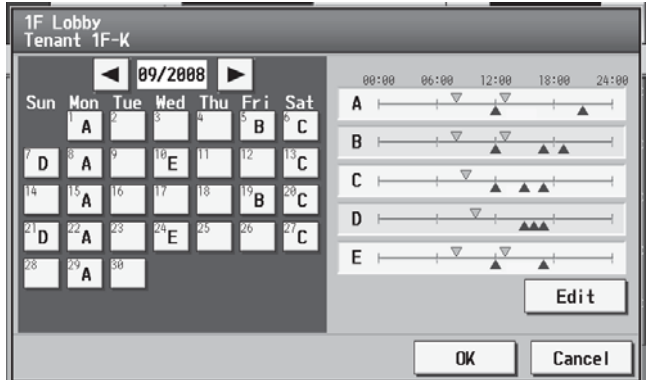 1F Lobby
Tenant 1F-K
09/2008
Sun Mon Tue Wed Thu Fri Sat
1 A 2 3 4 5 B 6 C
7 D 8 A 9 10 E 11 12 13 C
14 15 A 16 17 18 19 B 20 C
21 D 22 A 23 24 E 25 26 27 C
28 29 A 30
00:00 06:00 12:00 18:00 24:00
A
B
C
D
E
Edit
OK Cancel